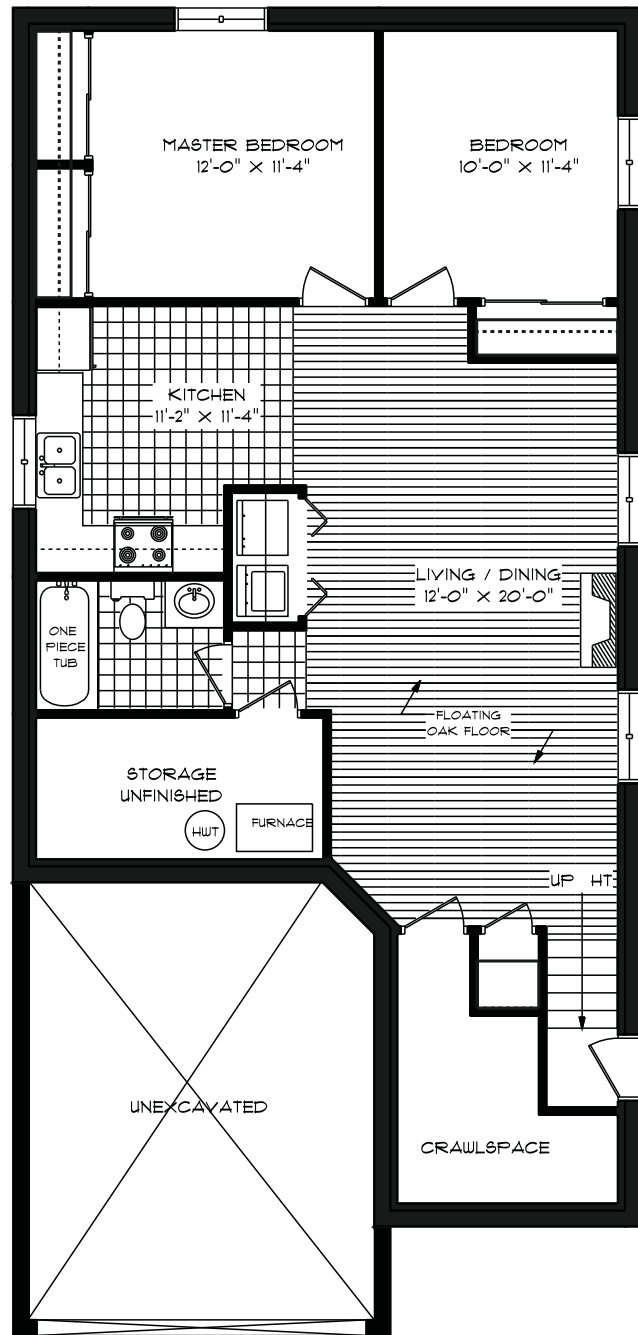 MASTER BEDROOM
12'-0" X 11'-4"
BEDROOM
10'-0" X 11'-4"
KITCHEN
11'-2" X 11'-4"
LIVING / DINING
12'-0" X 20'-0"
ONE
PIECE
TUB
FLOATING
OAK FLOOR
STORAGE
UNFINISHED
HWT
FURNACE
UP HT
UNEXCAVATED
CRAWLSPACE